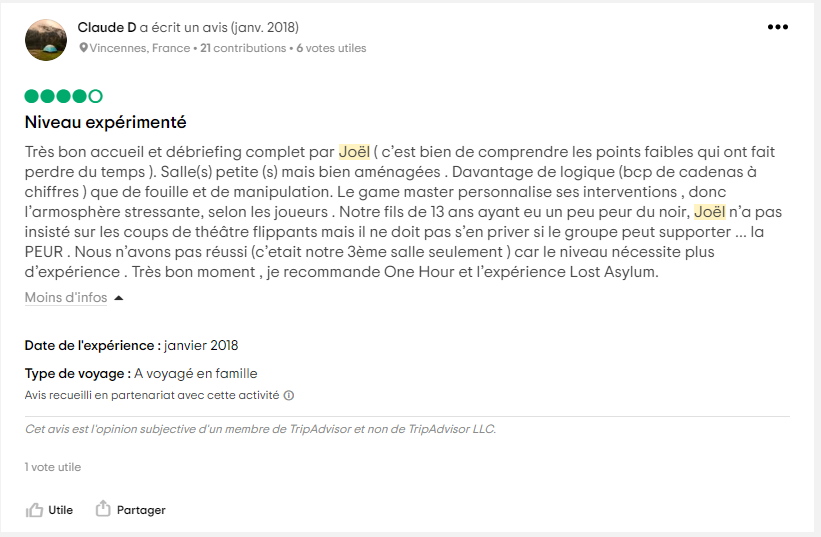 Claude D a écrit un avis (janv. 2018)
Vincennes, France • 21 contributions • 6 votes utiles
Niveau expérimenté
Très bon accueil et débriefing complet par Joël ( c'est bien de comprendre les points faibles qui ont fait
perdre du temps ). Salle(s) petite (s) mais bien aménagées . Davantage de logique (bcp de cadenas à
chiffres ) que de fouille et de manipulation. Le game master personnalise ses interventions , donc
l'armosphère stressante, selon les joueurs . Notre fils de 13 ans ayant eu un peu peur du noir, Joël n'a pas
insisté sur les coups de théâtre flippants mais il ne doit pas s'en priver si le groupe peut supporter ... la
PEUR . Nous n'avons pas réussi (c'etait notre 3ème salle seulement ) car le niveau nécessite plus
d'expérience . Très bon moment , je recommande One Hour et l'expérience Lost Asylum.
Moins d'infos
Date de l'expérience : janvier 2018
Type de voyage : A voyagé en famille
Avis recueilli en partenariat avec cette activité
Cet avis est l'opinion subjective d'un membre de TripAdvisor et non de TripAdvisor LLC.
1 vote utile
Utile Partager